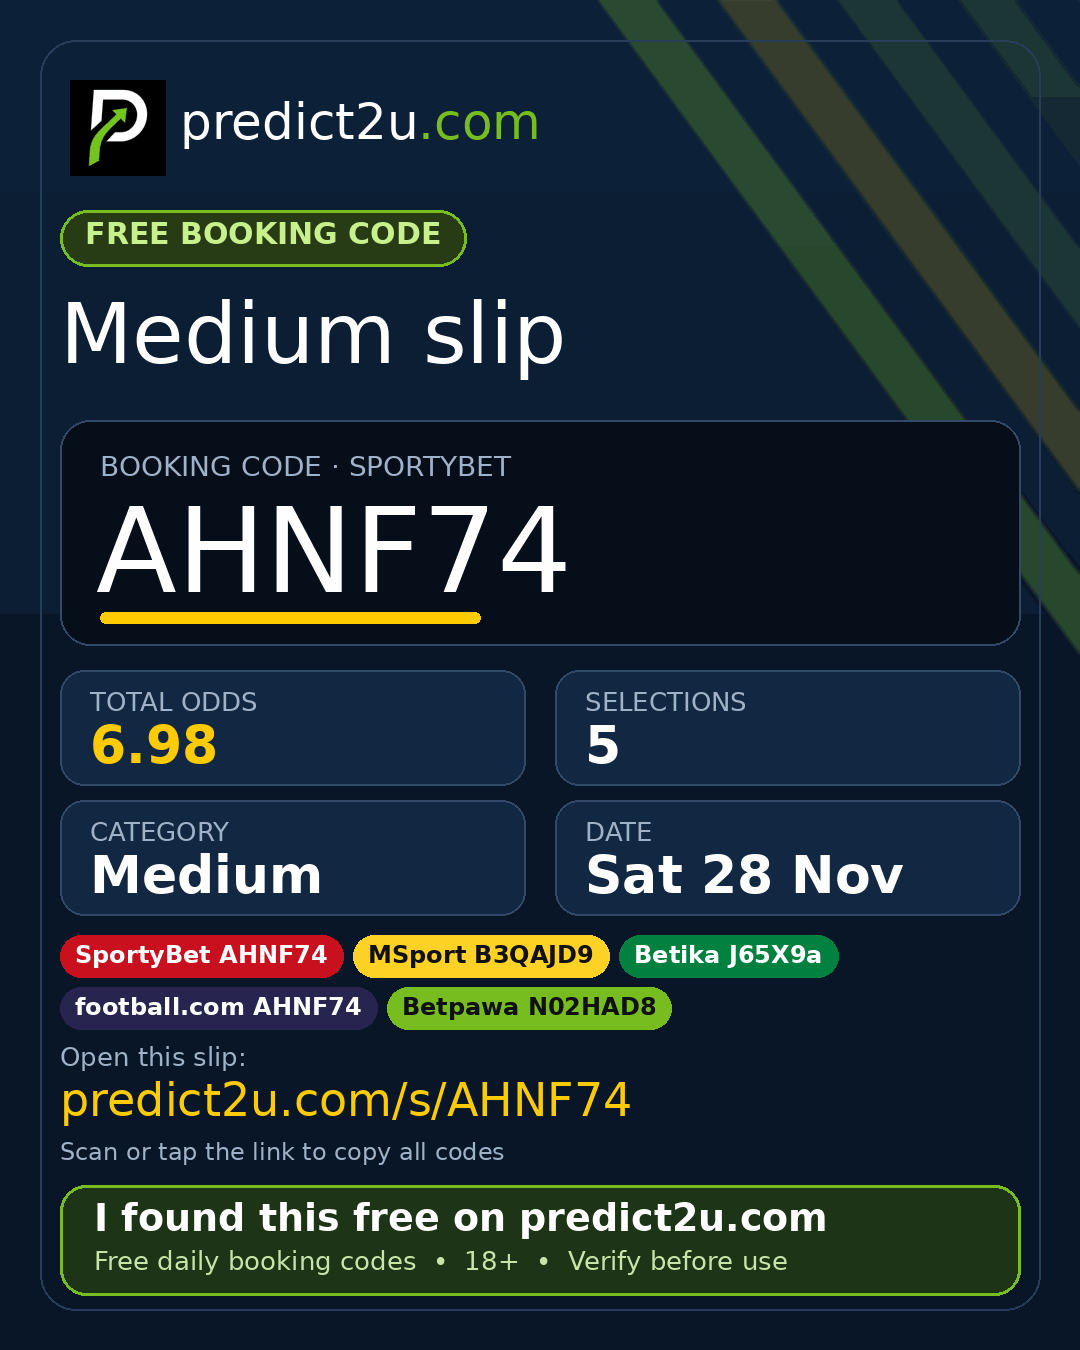 predict2u.com
FREE BOOKING CODE
Medium slip
BOOKING CODE · SPORTYBET
AHNF74
TOTAL ODDS
6.98
SELECTIONS
5
CATEGORY
Medium
DATE
Sat 28 Nov
SportyBet AHNF74
MSport B3QAJD9
Betika J65X9a
football.com AHNF74
Betpawa N02HAD8
Open this slip:
predict2u.com/s/AHNF74
Scan or tap the link to copy all codes
I found this free on predict2u.com
Free daily booking codes • 18+ • Verify before use